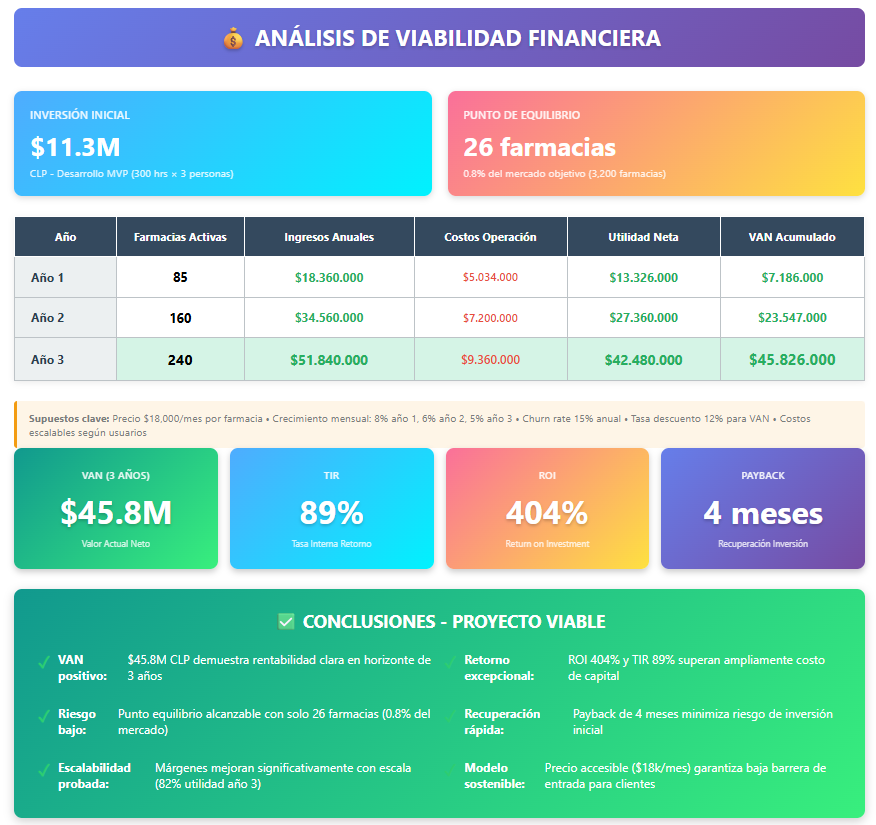 💰 ANÁLISIS DE VIABILIDAD FINANCIERA
INVERSIÓN INICIAL
$11.3M
CLP - Desarrollo MVP (300 hrs × 3 personas)
PUNTO DE EQUILIBRIO
26 farmacias
0.8% del mercado objetivo (3,200 farmacias)
Año Farmacias Activas Ingresos Anuales Costos Operación Utilidad Neta VAN Acumulado
Año 1 85 $18.360.000 $5.034.000 $13.326.000 $7.186.000
Año 2 160 $34.560.000 $7.200.000 $27.360.000 $23.547.000
Año 3 240 $51.840.000 $9.360.000 $42.480.000 $45.826.000
Supuestos clave: Precio $18,000/mes por farmacia • Crecimiento mensual: 8% año 1, 6% año 2, 5% año 3 • Churn rate 15% anual • Tasa descuento 12% para VAN • Costos
escalables según usuarios
VAN (3 AÑOS)
$45.8M
Valor Actual Neto
TIR
89%
Tasa Interna Retorno
ROI
404%
Return on Investment
PAYBACK
4 meses
Recuperación Inversión
✅ CONCLUSIONES - PROYECTO VIABLE
✓ VAN
positivo:
$45.8M CLP demuestra rentabilidad clara en horizonte de
3 años
✓ Retorno
excepcional:
ROI 404% y TIR 89% superan ampliamente costo
de capital
✓ Riesgo
bajo:
Punto equilibrio alcanzable con solo 26 farmacias (0.8% del
mercado)
✓ Recuperación
rápida:
Payback de 4 meses minimiza riesgo de inversión
inicial
✓ Escalabilidad
probada:
Márgenes mejoran significativamente con escala
(82% utilidad año 3)
✓ Modelo
sostenible:
Precio accesible ($18k/mes) garantiza baja barrera de
entrada para clientes